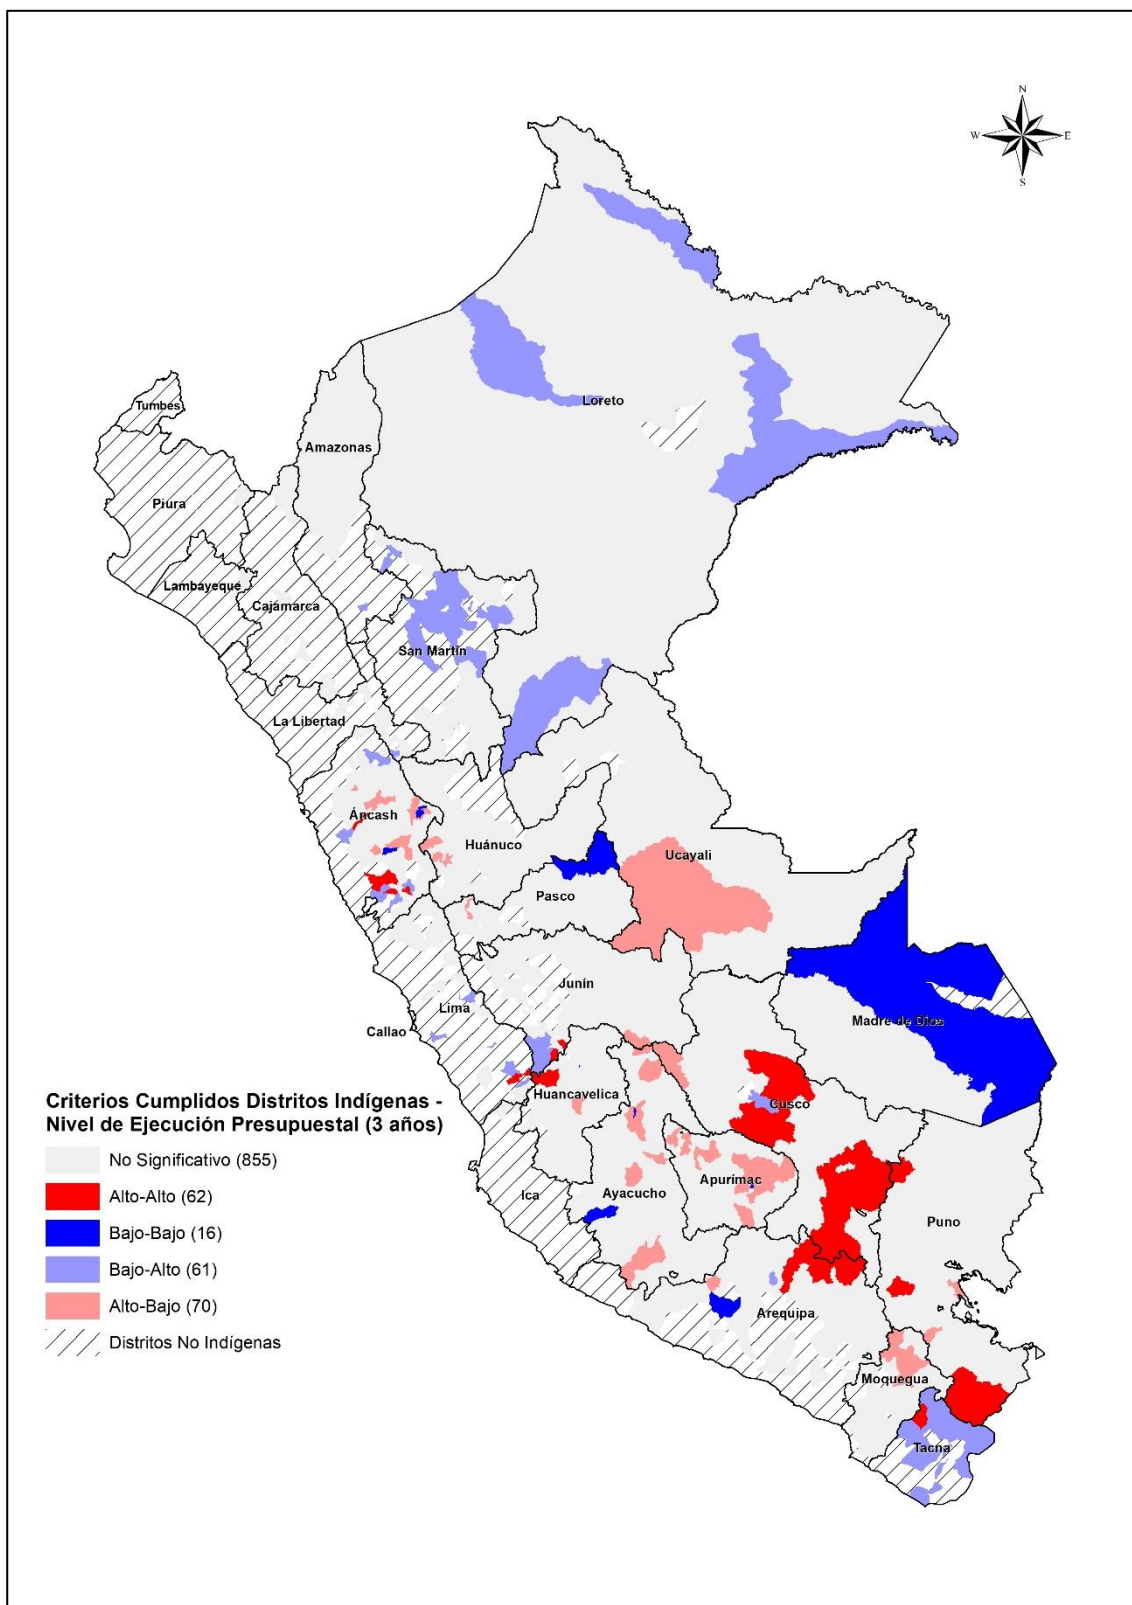 N
W
E
S
Loreto
Tumbes
Amazonas
Piura
Lambayeque
Cajamarca
San Martín
La Libertad
Áncash
Huánuco
Ucayali
Pasco
Junín
Lima
Callao
Madre de Dios
Huancavelica
Cusco
Apurímac
Ayacucho
Ica
Puno
Arequipa
Moquegua
Tacna
Criterios Cumplidos Distritos Indígenas -
Nivel de Ejecución Presupuestal (3 años)
No Significativo (855)
Alto-Alto (62)
Bajo-Bajo (16)
Bajo-Alto (61)
Alto-Bajo (70)
Distritos No Indígenas